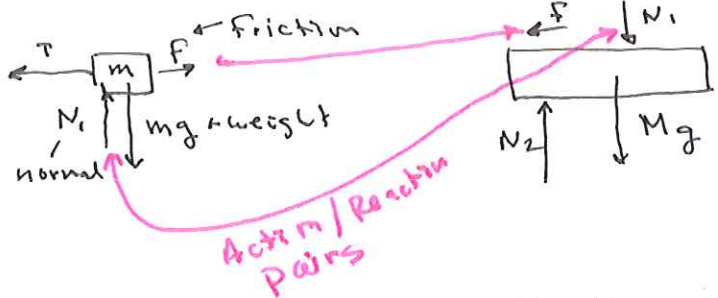 ← Friction
T
m
F
N₁
normal
mg → weight
F
N₁
N₂
Mg
Action/Reaction
pairs